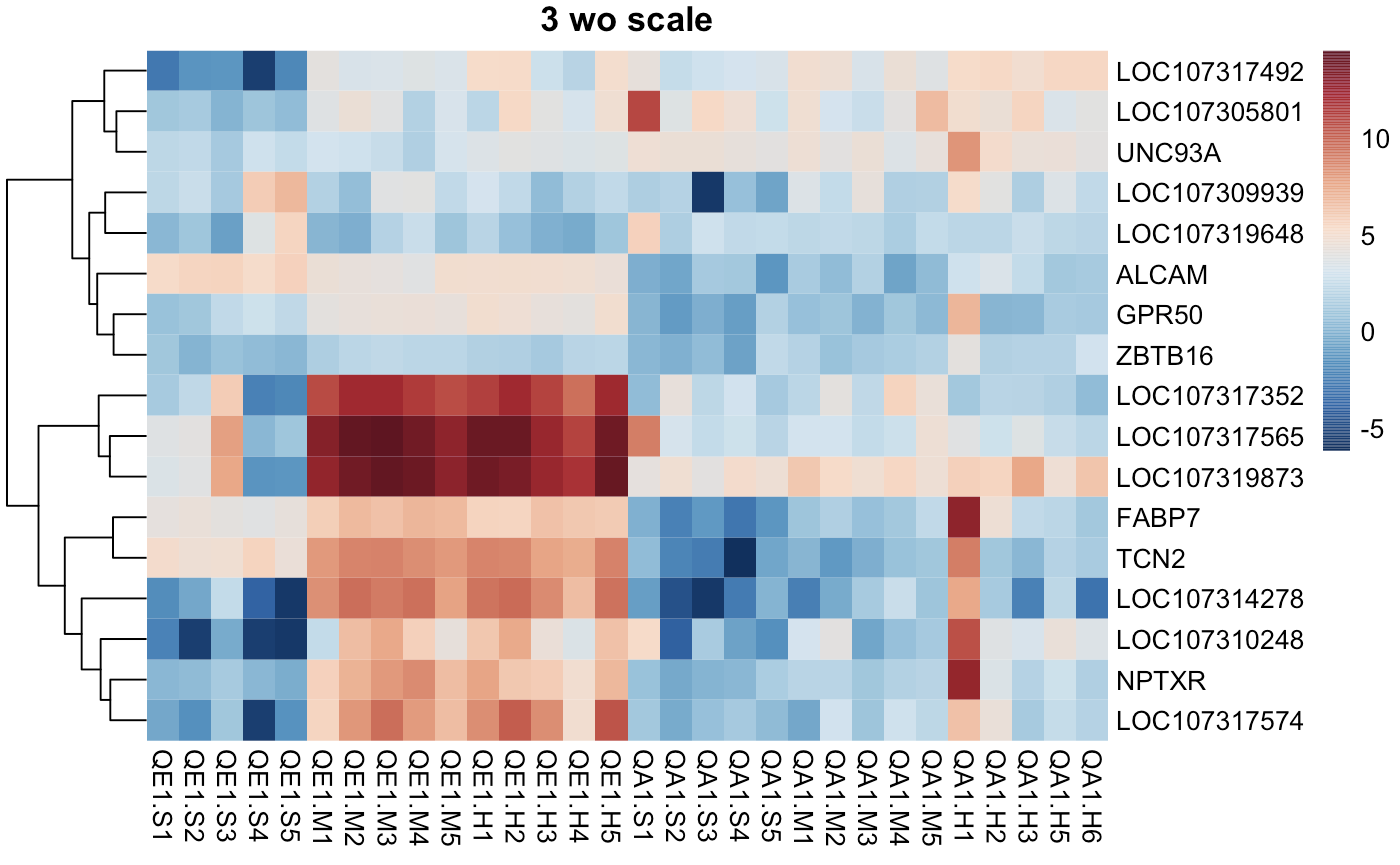 3 wo scale
LOC107317492
LOC107305801
UNC93A
LOC107309939
LOC107319648
ALCAM
GPR50
ZBTB16
LOC107317352
LOC107317565
LOC107319873
FABP7
TCN2
LOC107314278
LOC107310248
NPTXR
LOC107317574
10
5
0
-5
QE1.S1
QE1.S2
QE1.S3
QE1.S4
QE1.S5
QE1.M1
QE1.M2
QE1.M3
QE1.M4
QE1.M5
QE1.H1
QE1.H2
QE1.H3
QE1.H4
QE1.H5
QA1.S1
QA1.S2
QA1.S3
QA1.S4
QA1.S5
QA1.M1
QA1.M2
QA1.M3
QA1.M4
QA1.M5
QA1.H1
QA1.H2
QA1.H3
QA1.H5
QA1.H6